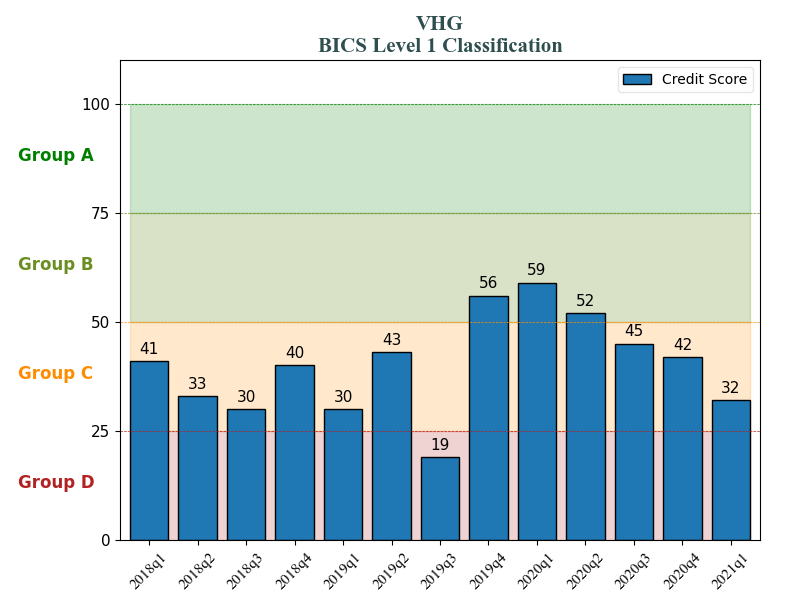 VHG
BICS Level 1 Classification
Credit Score
100
Group A
75
Group B
59
56
52
50
45
43
42
41
40
Group C
33
32
30
30
25
19
Group D
0
2018q1 2018q2 2018q3 2018q4 2019q1 2019q2 2019q3 2019q4 2020q1 2020q2 2020q3 2020q4 2021q1